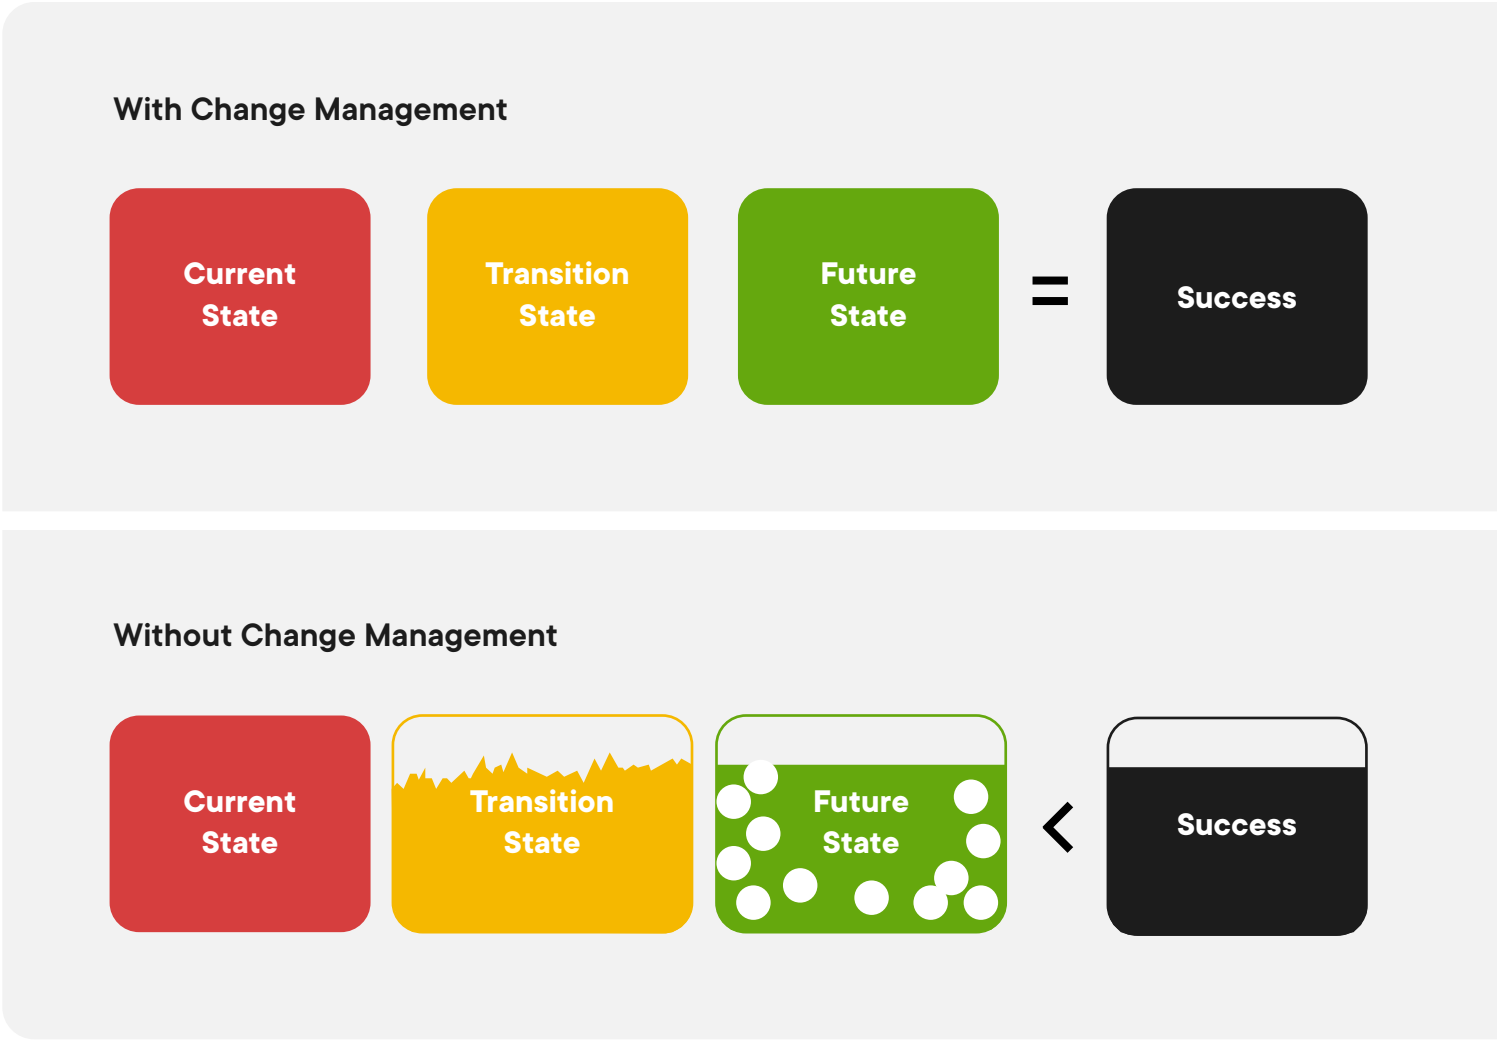 With Change Management
Current
State
Transition
State
Future
State
=
Success
Without Change Management
Current
State
Transition
State
Future
State
<
Success